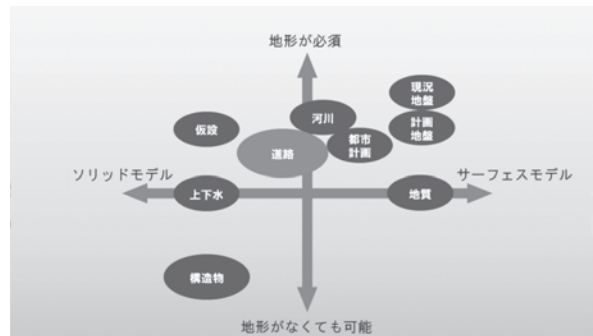 地形が必須
現況
地盤
河川
計画
地盤
仮設
都市
計画
道路
ソリッドモデル
サーフェスモデル
上下水
地質
構造物
地形がなくても可能